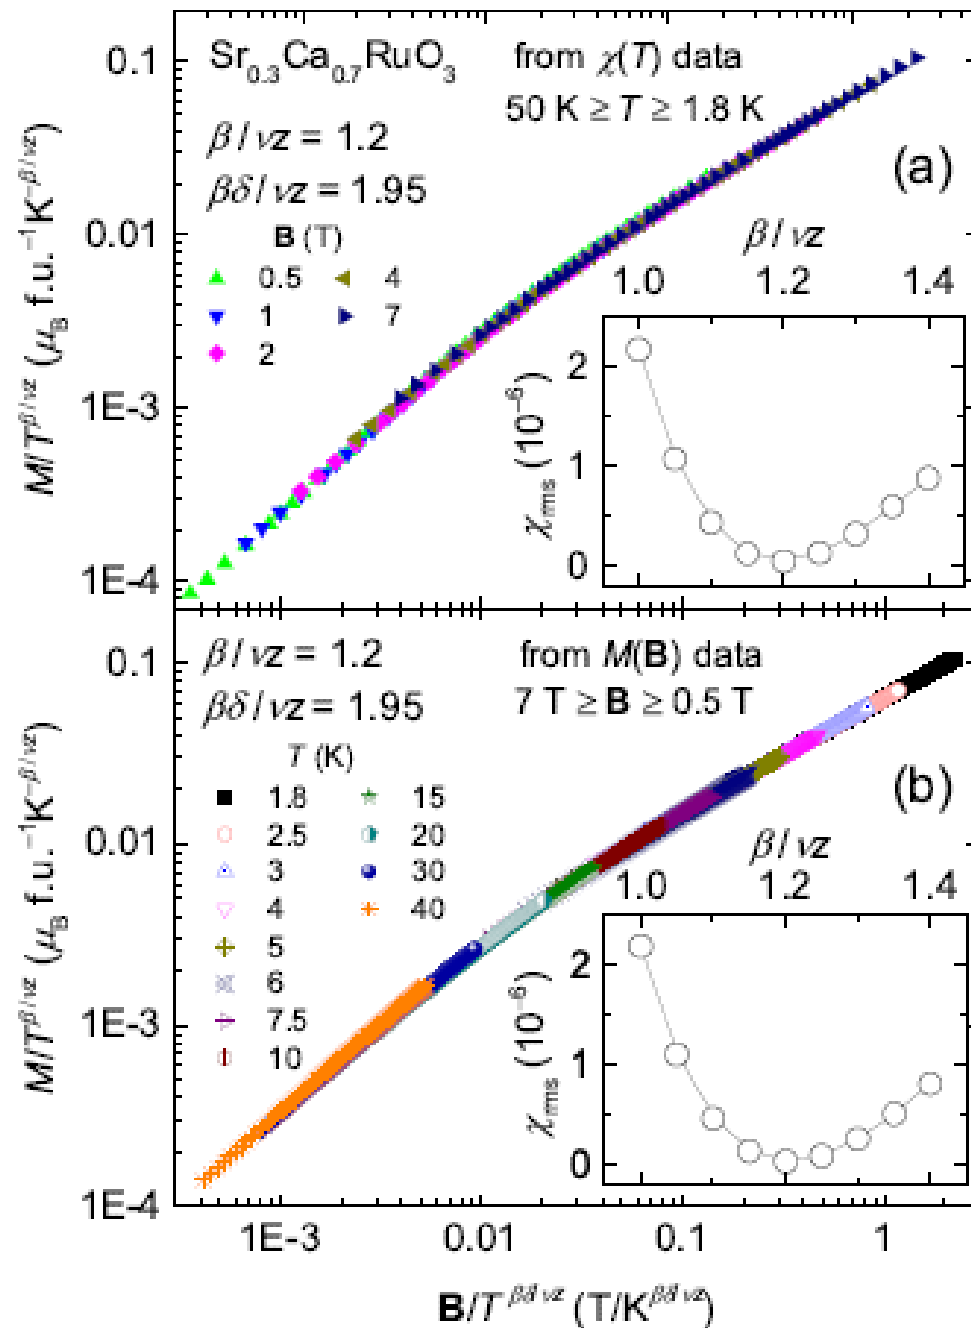 Sr₀.₃Ca₀.₇RuO₃
from χ(T) data
50 K ≥ T ≥ 1.8 K
β/νz = 1.2
βδ/νz = 1.95
(a)
B (T)
0.5 4
1 7
2
0.1
0.01
1E-3
1E-4
M/T^β/νz (μ_B f.u.⁻¹K^−β/νz)
β/νz
1.0 1.2 1.4
2
1
0
χ_rms (10⁻⁶)
β/νz = 1.2
βδ/νz = 1.95
from M(B) data
7 T ≥ B ≥ 0.5 T
(b)
T (K)
1.8 15
2.5 20
3 30
4 40
5
6
7.5
10
0.1
0.01
1E-3
1E-4
M/T^β/νz (μ_B f.u.⁻¹K^−β/νz)
β/νz
1.0 1.2 1.4
2
1
0
χ_rms (10⁻⁶)
1E-3 0.01 0.1 1
B/T^βδ/νz (T/K^βδ/νz)